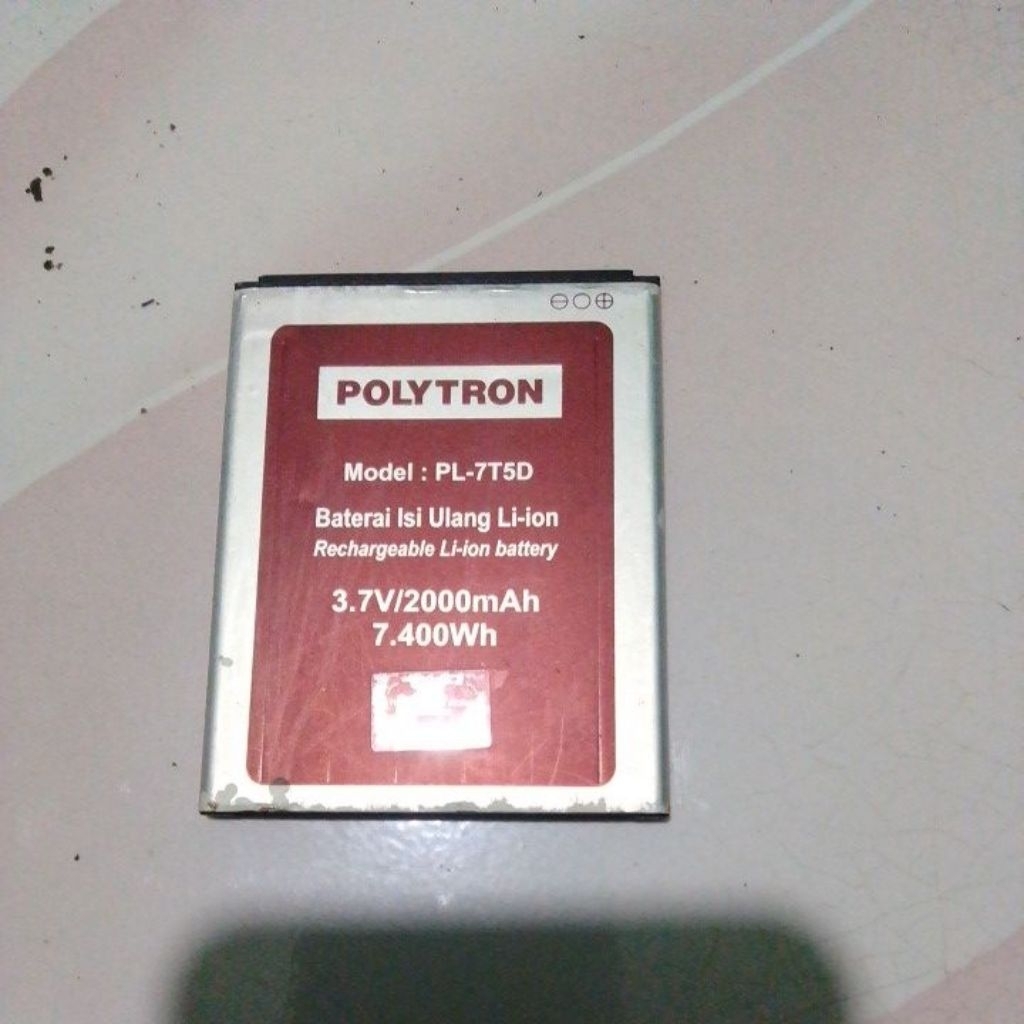 POLYTRON
Model : PL-7T5D
Baterai Isi Ulang Li-ion
Rechargeable Li-ion battery
3.7V/2000mAh
7.400Wh